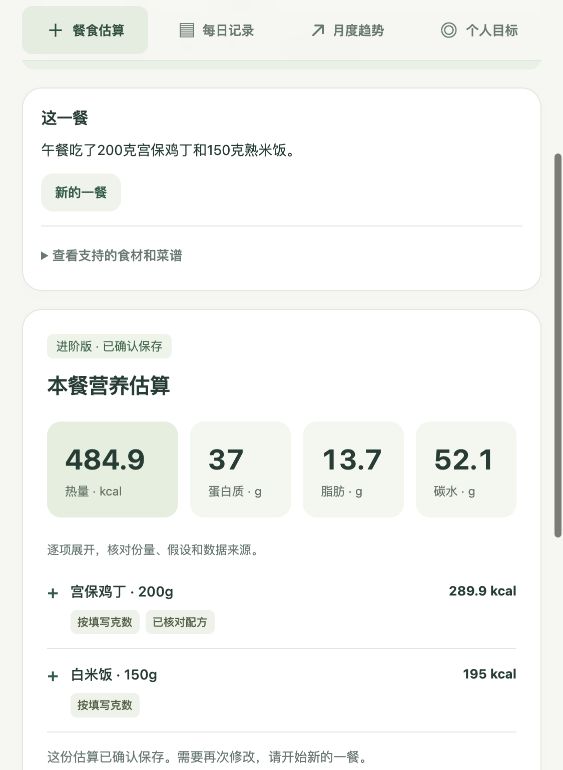 餐食估算 每日记录 月度趋势 个人目标
这一餐
午餐吃了200克宫保鸡丁和150克熟米饭。
新的一餐
查看支持的食材和菜谱
进阶版 · 已确认保存
本餐营养估算
484.9 37 13.7 52.1
热量 · kcal 蛋白质 · g 脂肪 · g 碳水 · g
逐项展开，核对份量、假设和数据来源。
+ 宫保鸡丁 · 200g 289.9 kcal
按填写克数 已核对配方
+ 白米饭 · 150g 195 kcal
按填写克数
这份估算已确认保存。需要再次修改，请开始新的一餐。